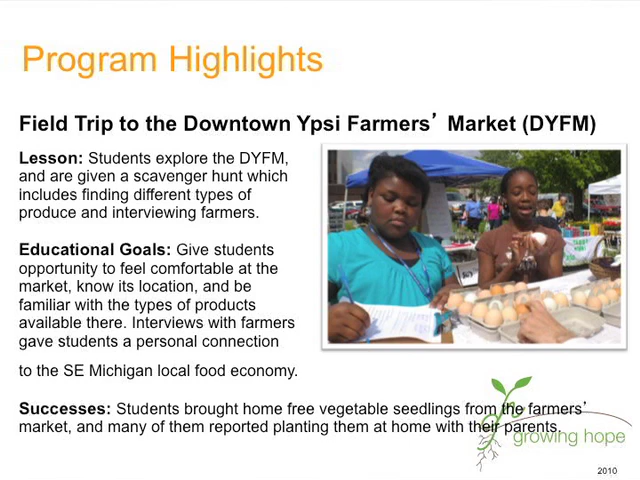 Program Highlights
Field Trip to the Downtown Ypsi Farmers’ Market (DYFM)
Lesson: Students explore the DYFM,
and are given a scavenger hunt which
includes finding different types of
produce and interviewing farmers.
Educational Goals: Give students
opportunity to feel comfortable at the
market, know its location, and be
familiar with the types of products
available there. Interviews with farmers
gave students a personal connection
to the SE Michigan local food economy.
Successes: Students brought home free vegetable seedlings from the farmers’
market, and many of them reported planting them at home with their parents.
growing hope
2010